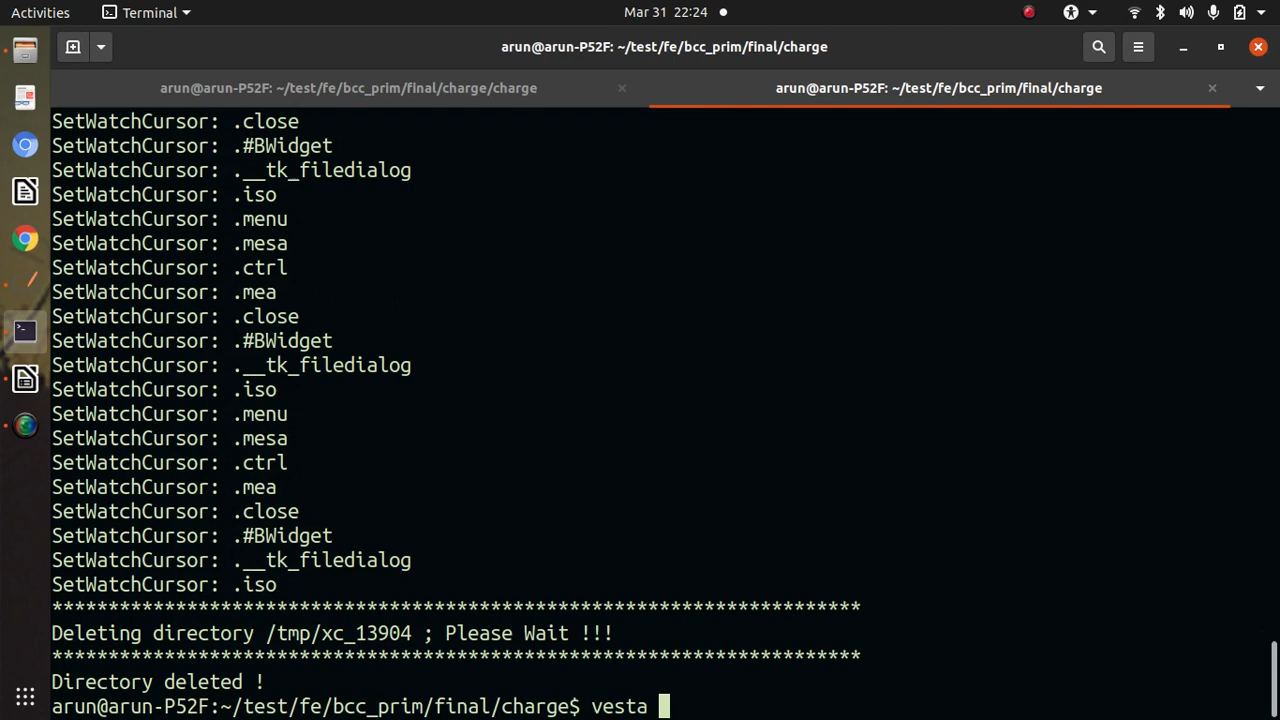 Activities
Terminal
Mar 31 22:24
arun@arun-P52F: ~/test/fe/bcc_prim/final/charge
arun@arun-P52F: ~/test/fe/bcc_prim/final/charge/charge
arun@arun-P52F: ~/test/fe/bcc_prim/final/charge
SetWatchCursor: .close
SetWatchCursor: .#BWidget
SetWatchCursor: .__tk_filedialog
SetWatchCursor: .iso
SetWatchCursor: .menu
SetWatchCursor: .mesa
SetWatchCursor: .ctrl
SetWatchCursor: .mea
SetWatchCursor: .close
SetWatchCursor: .#BWidget
SetWatchCursor: .__tk_filedialog
SetWatchCursor: .iso
SetWatchCursor: .menu
SetWatchCursor: .mesa
SetWatchCursor: .ctrl
SetWatchCursor: .mea
SetWatchCursor: .close
SetWatchCursor: .#BWidget
SetWatchCursor: .__tk_filedialog
SetWatchCursor: .iso
************************************************************************
Deleting directory /tmp/xc_13904 ; Please Wait !!!
************************************************************************
Directory deleted !
arun@arun-P52F:~/test/fe/bcc_prim/final/charge$ vesta